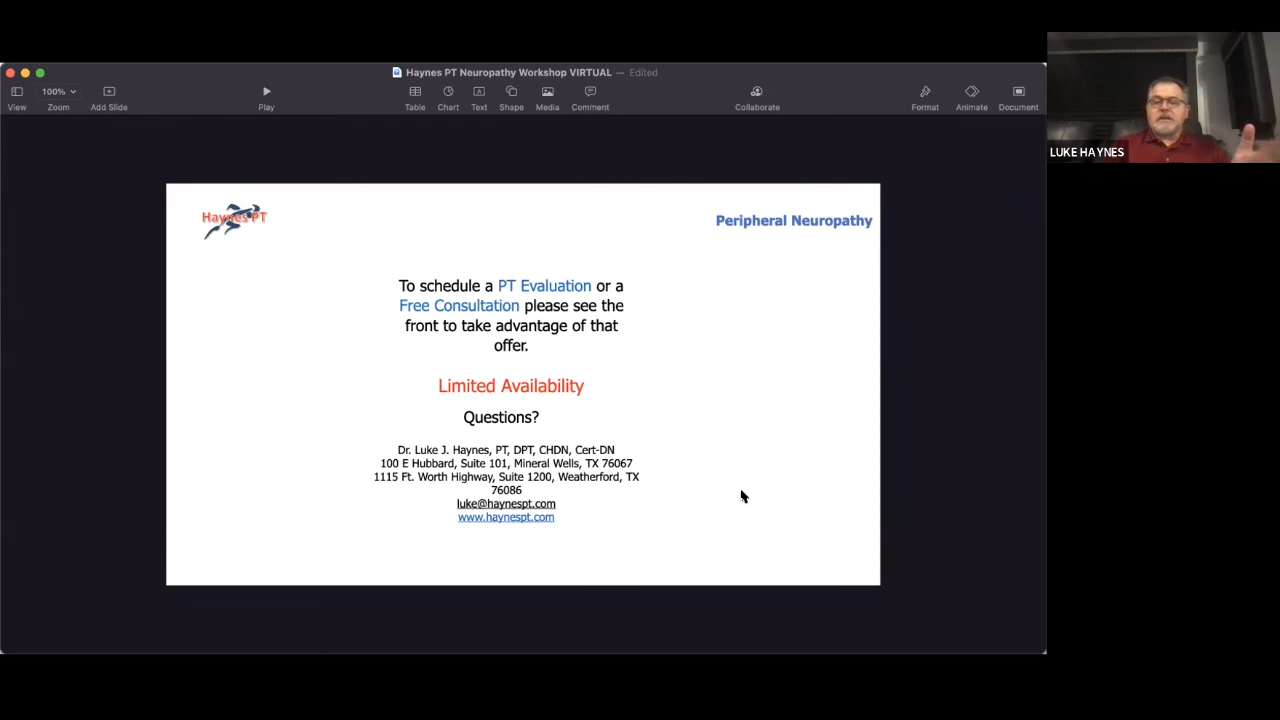 Haynes PT Neuropathy Workshop VIRTUAL — Edited
100%
View
Zoom
Add Slide
Play
Table
Chart
Text
Shape
Media
Comment
Collaborate
Format
Animate
Document
LUKE HAYNES
Haynes PT
Peripheral Neuropathy
To schedule a PT Evaluation or a
Free Consultation please see the
front to take advantage of that
offer.
Limited Availability
Questions?
Dr. Luke J. Haynes, PT, DPT, CHDN, Cert-DN
100 E Hubbard, Suite 101, Mineral Wells, TX 76067
1115 Ft. Worth Highway, Suite 1200, Weatherford, TX
76086
luke@haynespt.com
www.haynespt.com